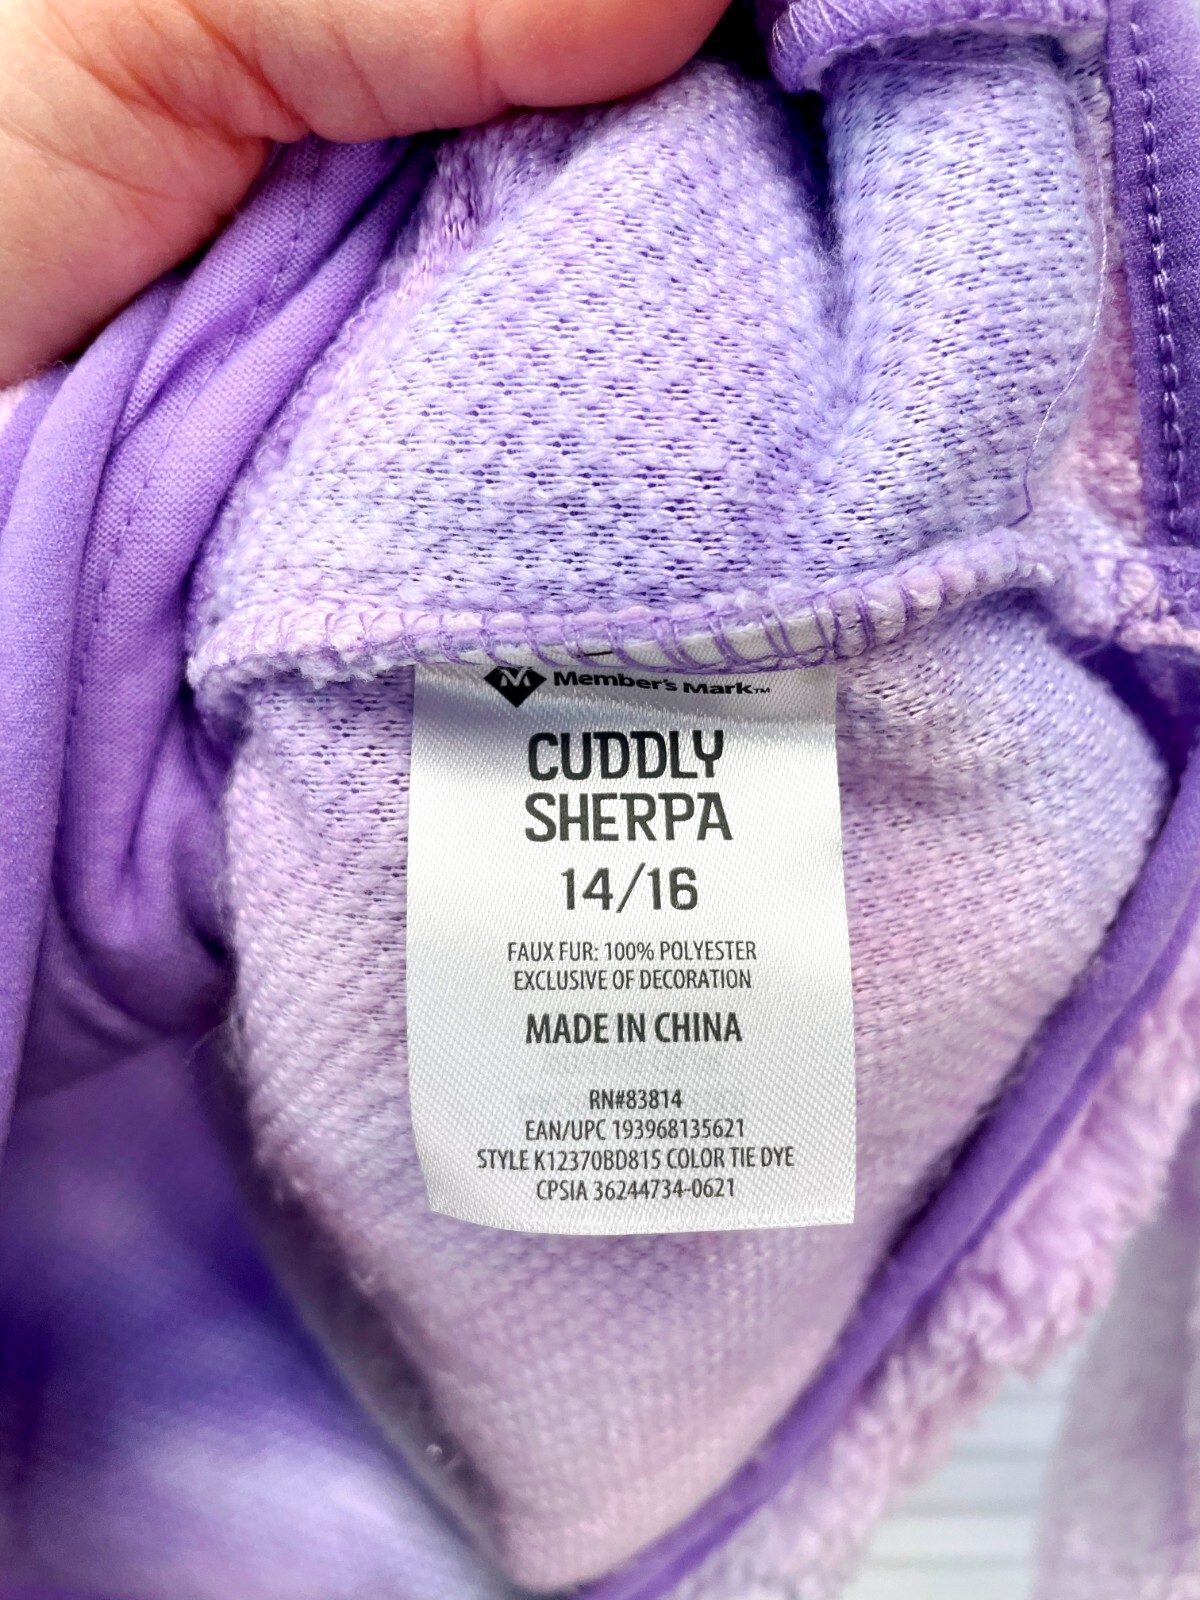 M Member's Mark™
CUDDLY
SHERPA
14/16
FAUX FUR: 100% POLYESTER
EXCLUSIVE OF DECORATION
MADE IN CHINA
RN#83814
EAN/UPC 193968135621
STYLE K12370BD815 COLOR TIE DYE
CPSIA 36244734-0621